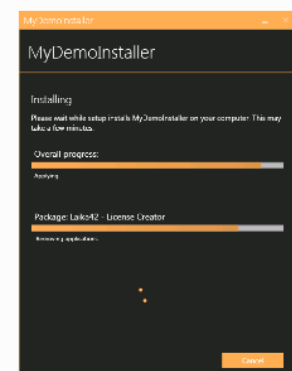 MyDemoInstaller
MyDemoInstaller
Installing
Please wait while setup installs MyDemoInstaller on your computer. This may
take a few minutes.
Overall progress:
Applying
Package: Laika42 - License Creator
Removing applications
Cancel